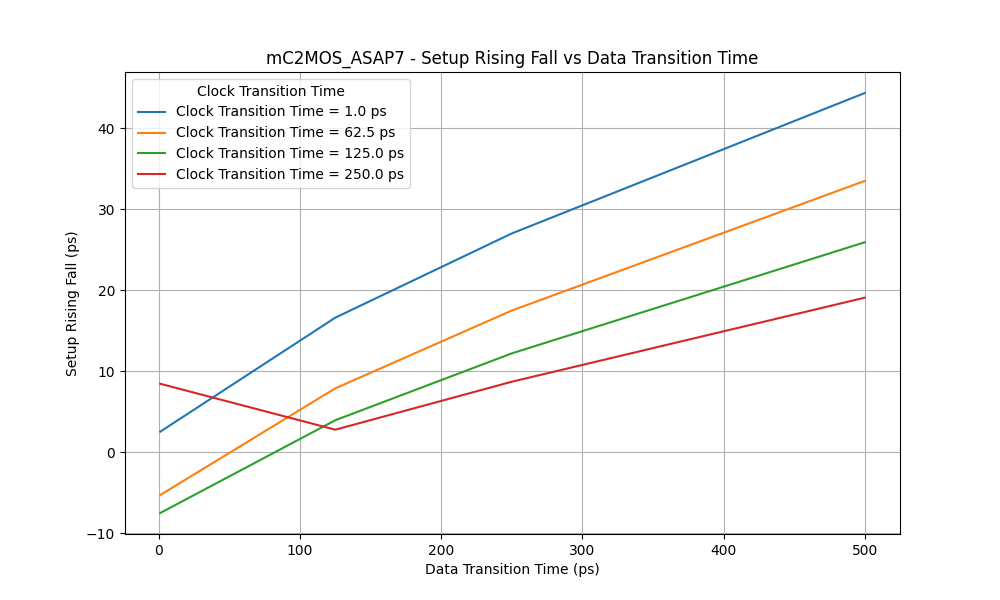 mC2MOS_ASAP7 - Setup Rising Fall vs Data Transition Time
Clock Transition Time
Clock Transition Time = 1.0 ps
Clock Transition Time = 62.5 ps
Clock Transition Time = 125.0 ps
Clock Transition Time = 250.0 ps
Setup Rising Fall (ps)
40
30
20
10
0
−10
0 100 200 300 400 500
Data Transition Time (ps)